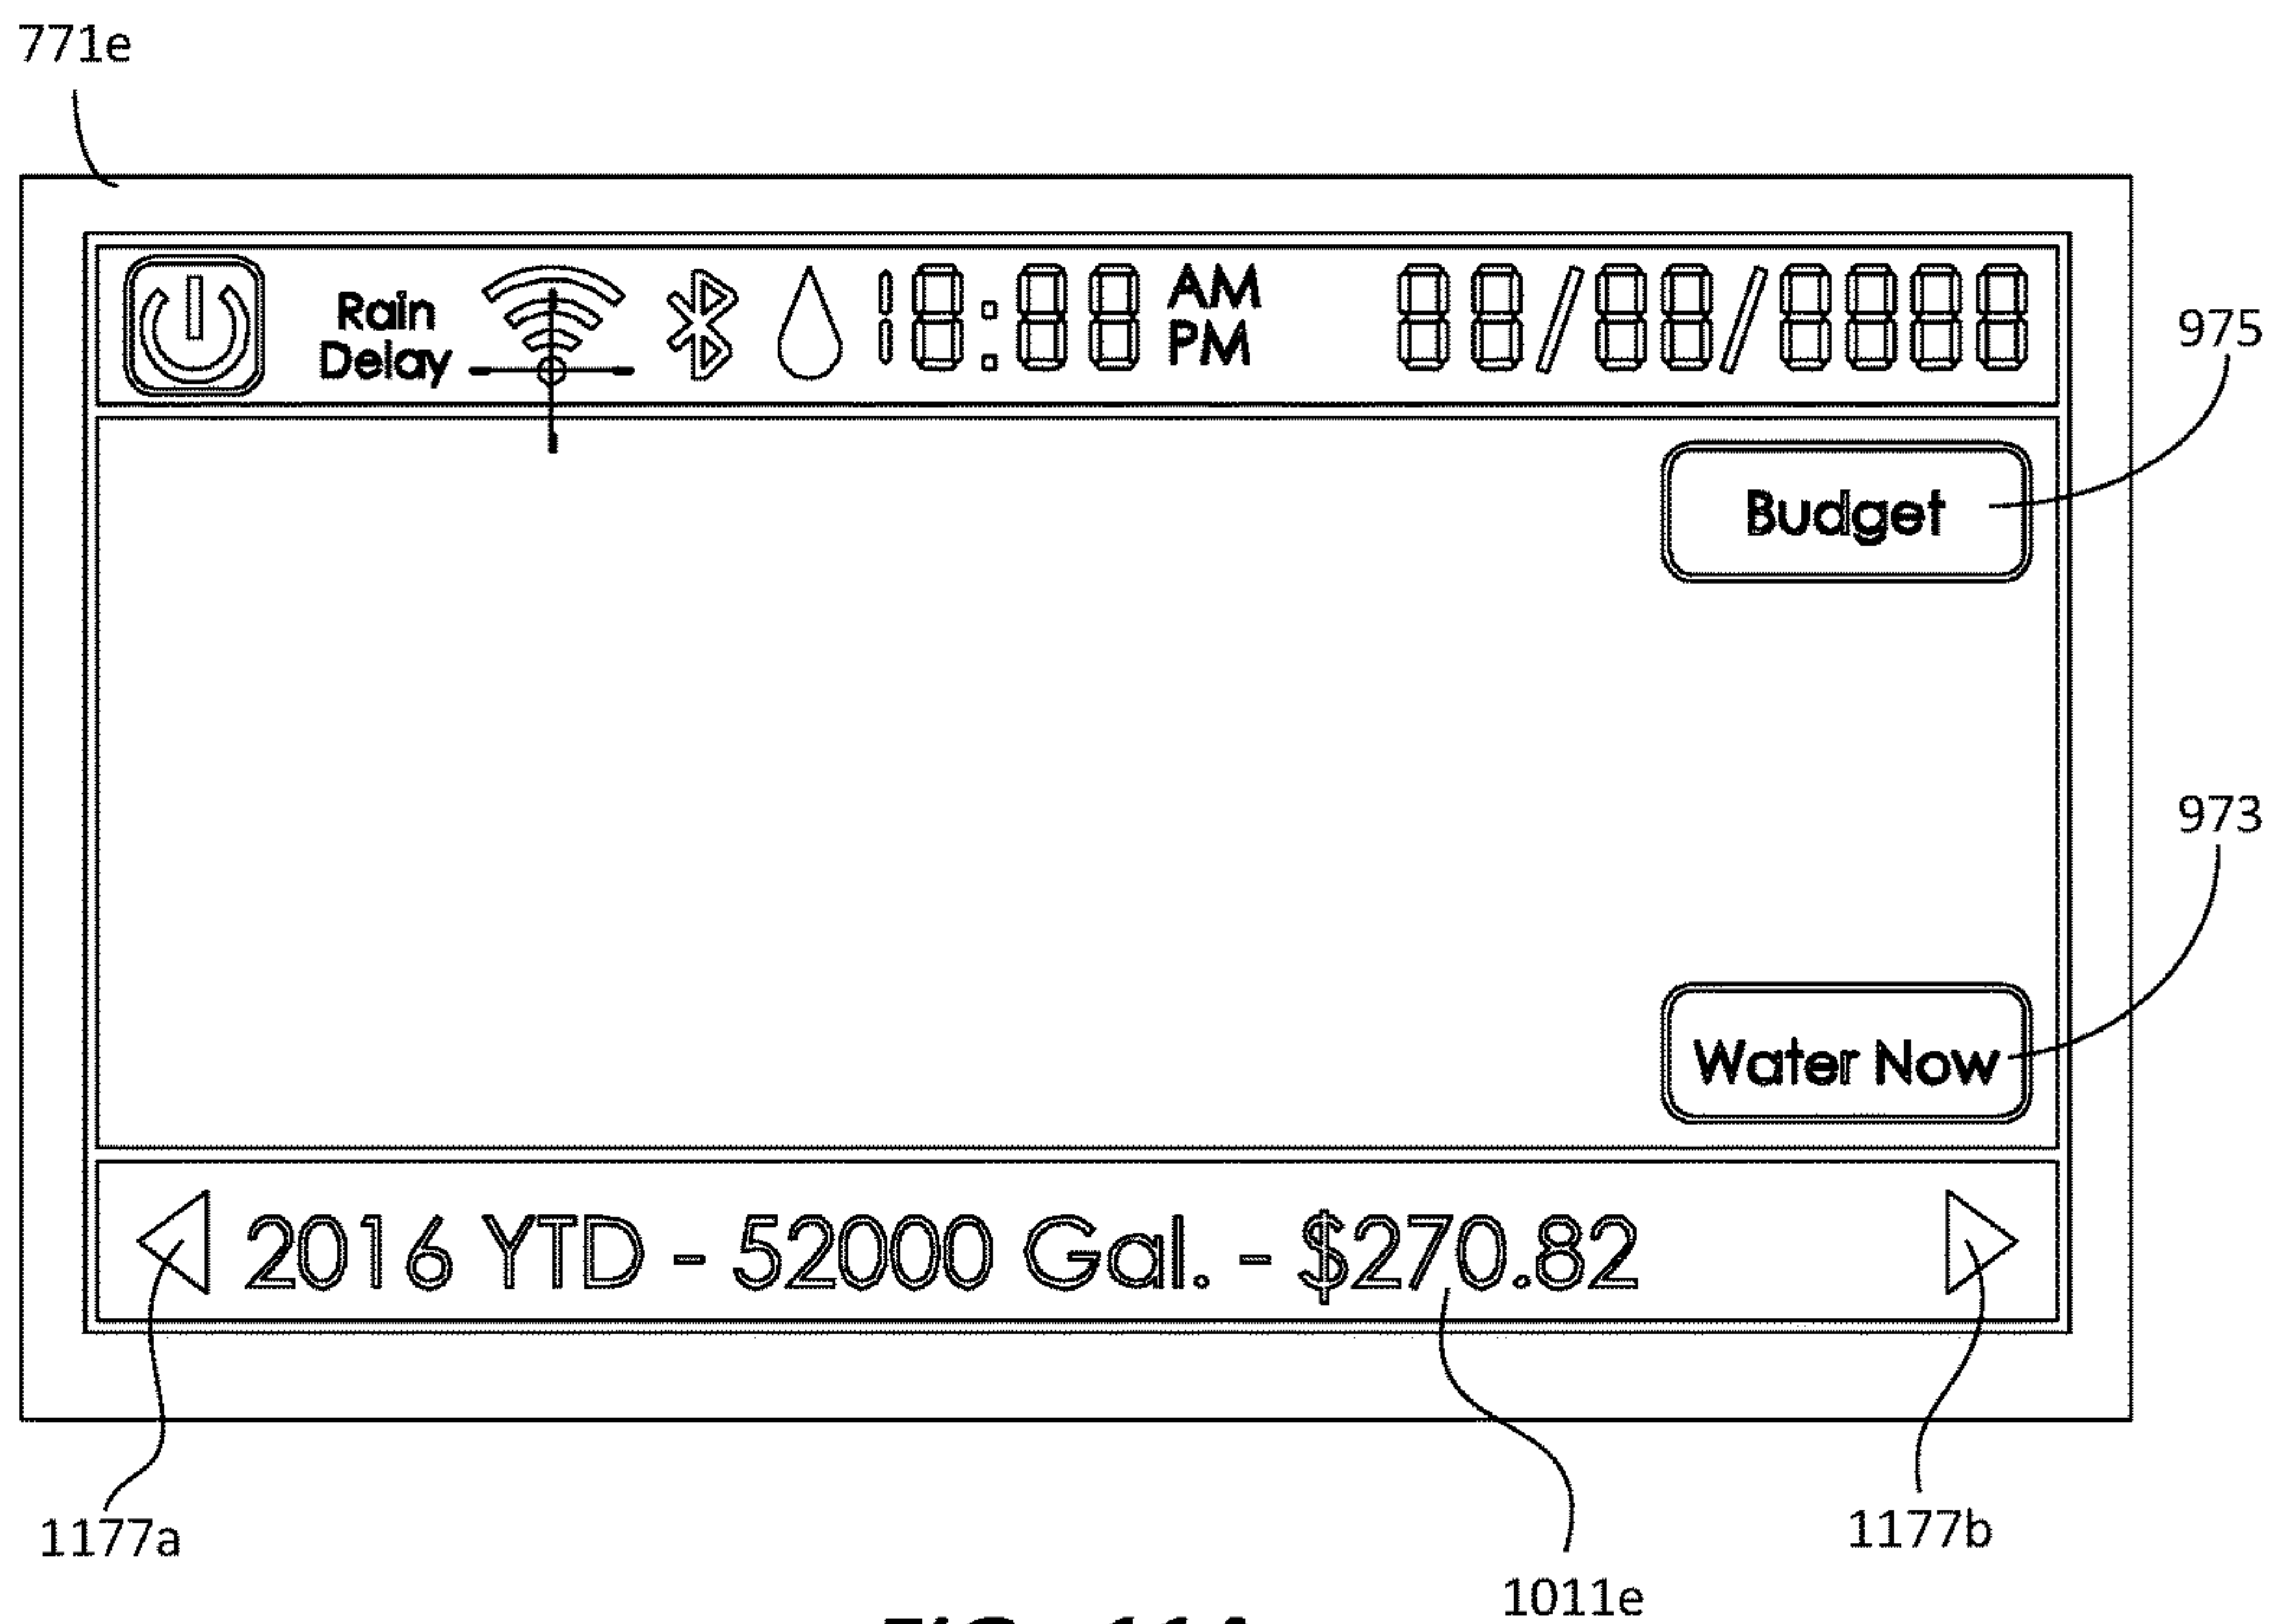 771e
Rain
Delay
18:88 AM
PM
88/88/8888
975
Budget
973
Water Now
2016 YTD - 52000 Gal. - $270.82
1177a
1177b
1011e